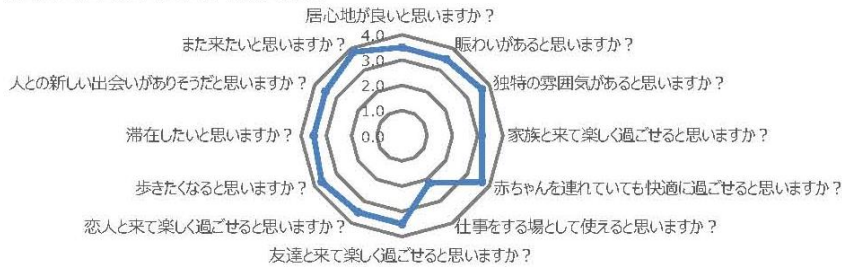 居心地が良いと思いますか？
また来たいと思いますか？
4.0
賑わいがあると思いますか？
3.0
人との新しい出会いがありそうだと思いますか？
2.0
独特の雰囲気があると思いますか？
1.0
滞在したいと思いますか？
0.0
家族と来て楽しく過ごせると思いますか？
歩きたくなると思いますか？
赤ちゃんを連れていても快適に過ごせると思いますか？
恋人と来て楽しく過ごせると思いますか？
仕事をする場として使えると思いますか？
友達と来て楽しく過ごせると思いますか？